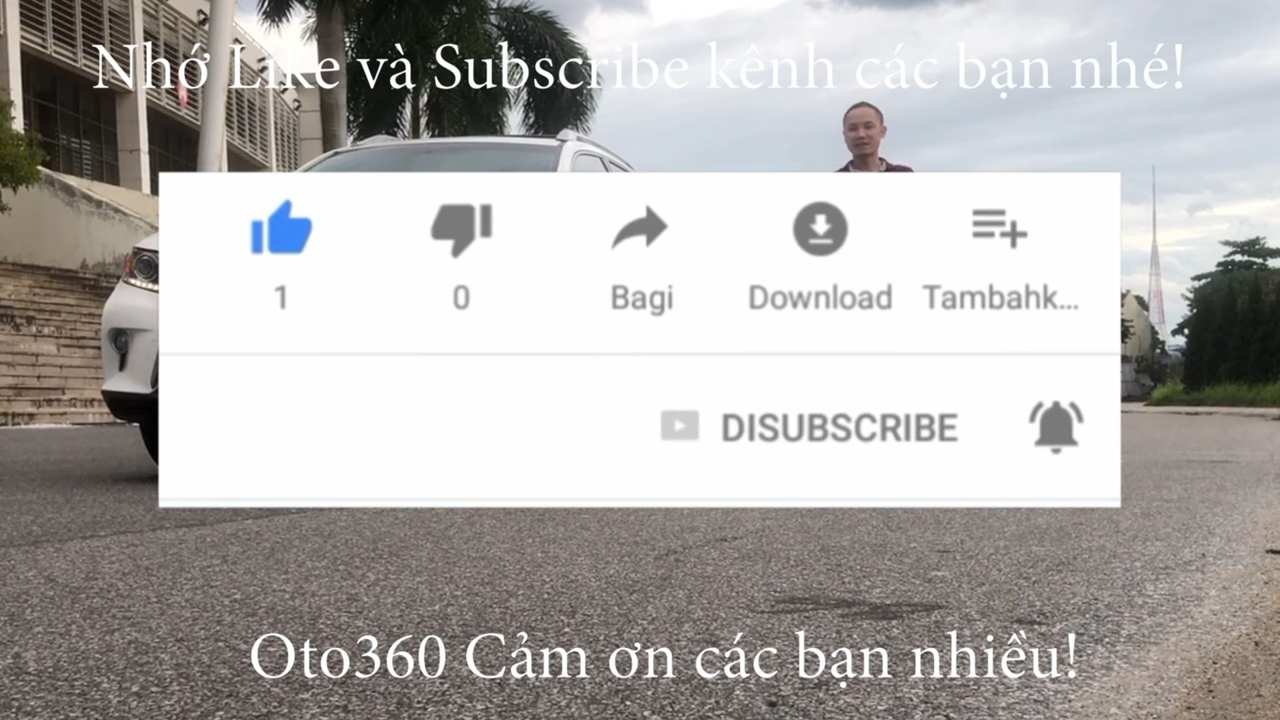 Nhớ Like và Subscribe kênh các bạn nhé!
1 0 Bagi Download Tambahk...
DISUBSCRIBE
Oto360 Cảm ơn các bạn nhiều!